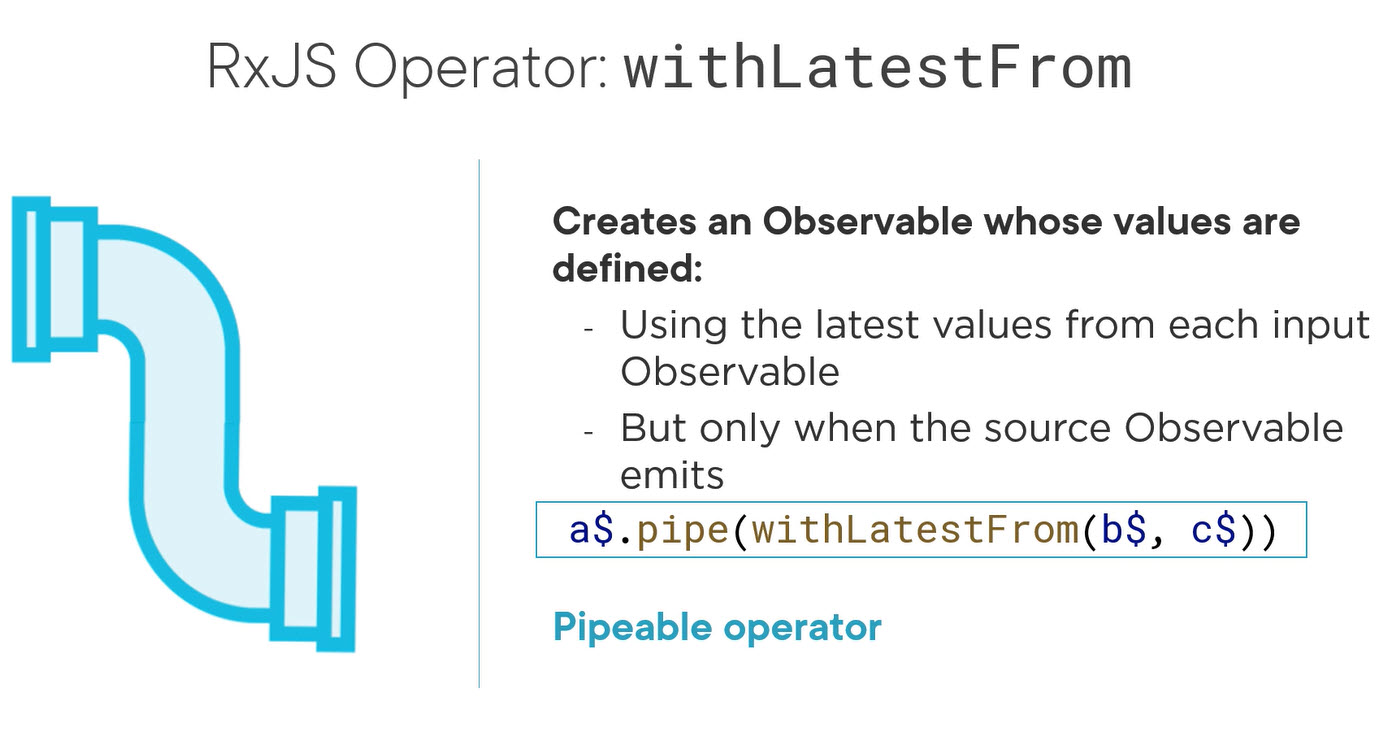 RxJS Operator: withLatestFrom
Creates an Observable whose values are
defined:
- Using the latest values from each input
Observable
- But only when the source Observable
emits
a$.pipe(withLatestFrom(b$, c$))
Pipeable operator